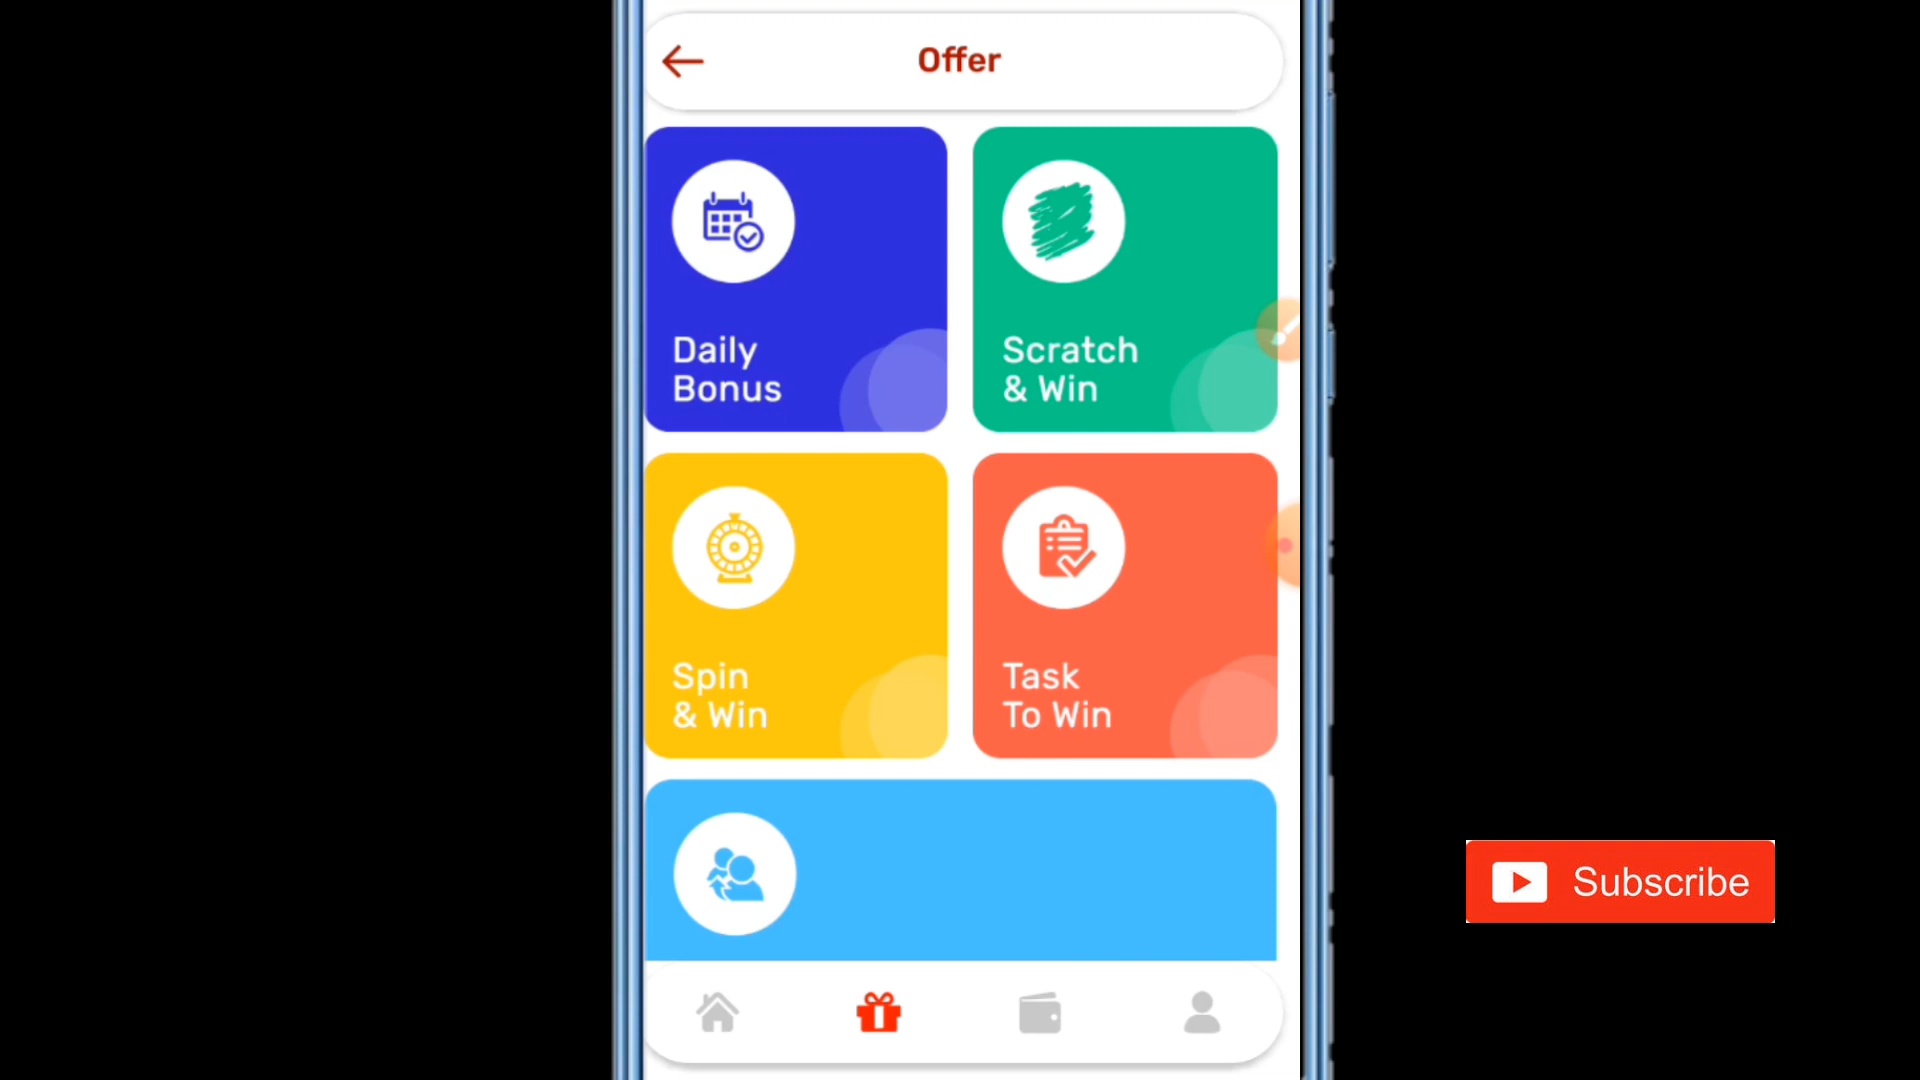 Offer
Daily
Bonus
Scratch
& Win
Spin
& Win
Task
To Win
Subscribe